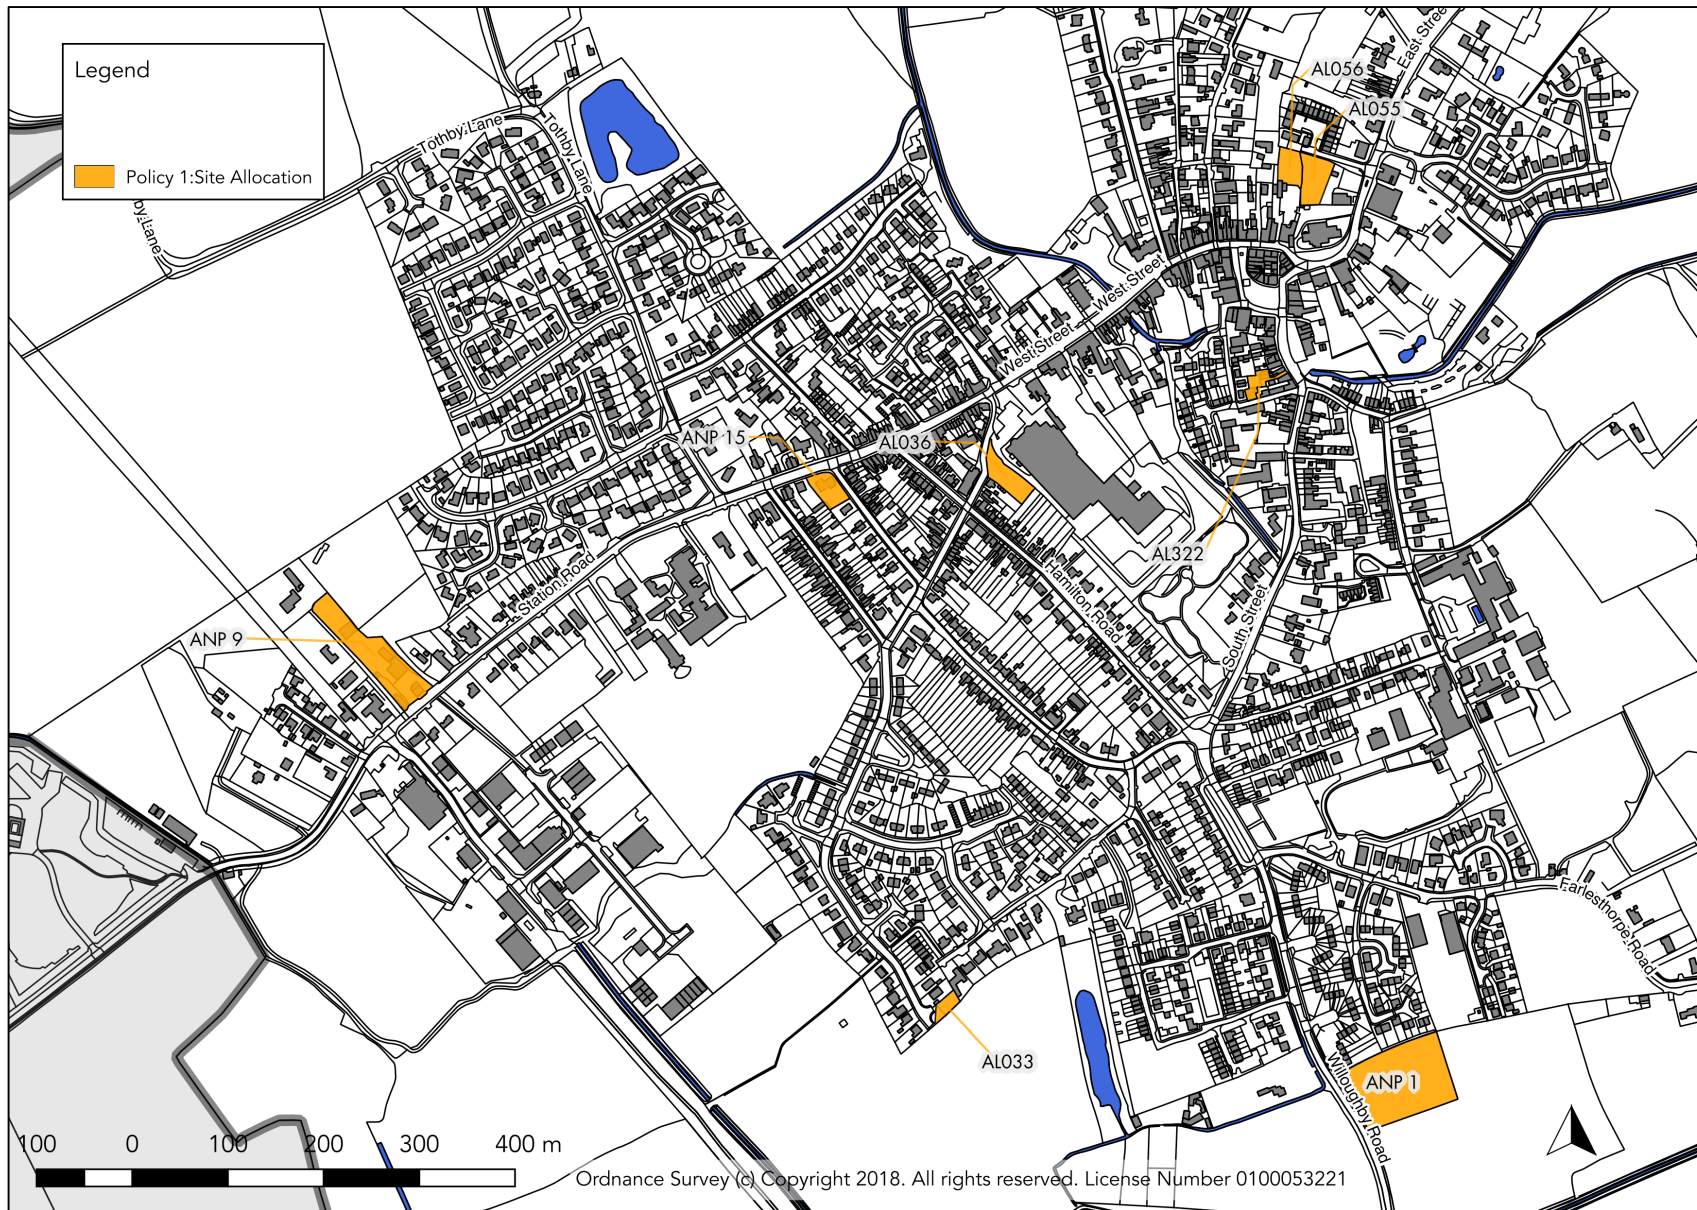 Legend
Policy 1:Site Allocation
Tothby Lane
Tothby Lane
by Lane
East Street
AL056
AL055
West Street
West Street
ANP 15
AL036
AL322
Station Road
Hamilton Road
South Street
ANP 9
Farlesthorpe Road
AL033
ANP 1
Willoughby Road
100 0 100 200 300 400 m
Ordnance Survey (c) Copyright 2018. All rights reserved. License Number 0100053221